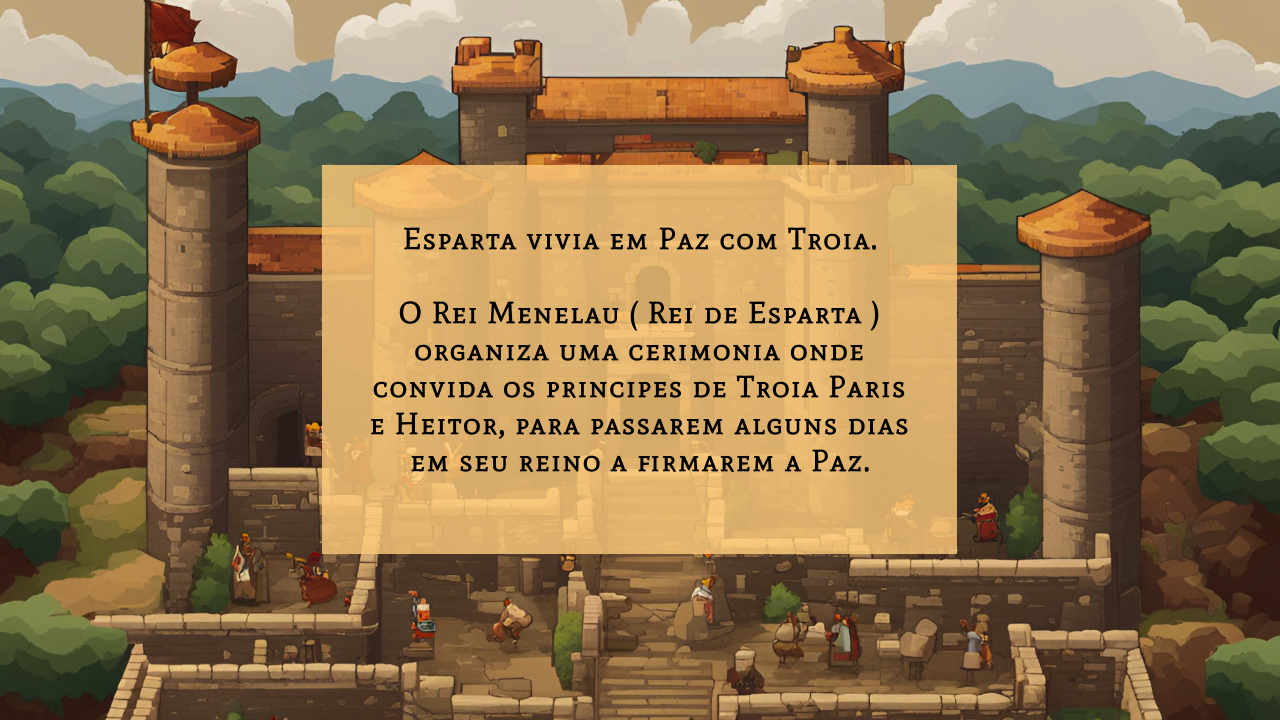 Esparta vivia em Paz com Troia.
O Rei Menelau ( Rei de Esparta )
organiza uma cerimonia onde
convida os principes de Troia Paris
e Heitor, para passarem alguns dias
em seu reino a firmarem a Paz.